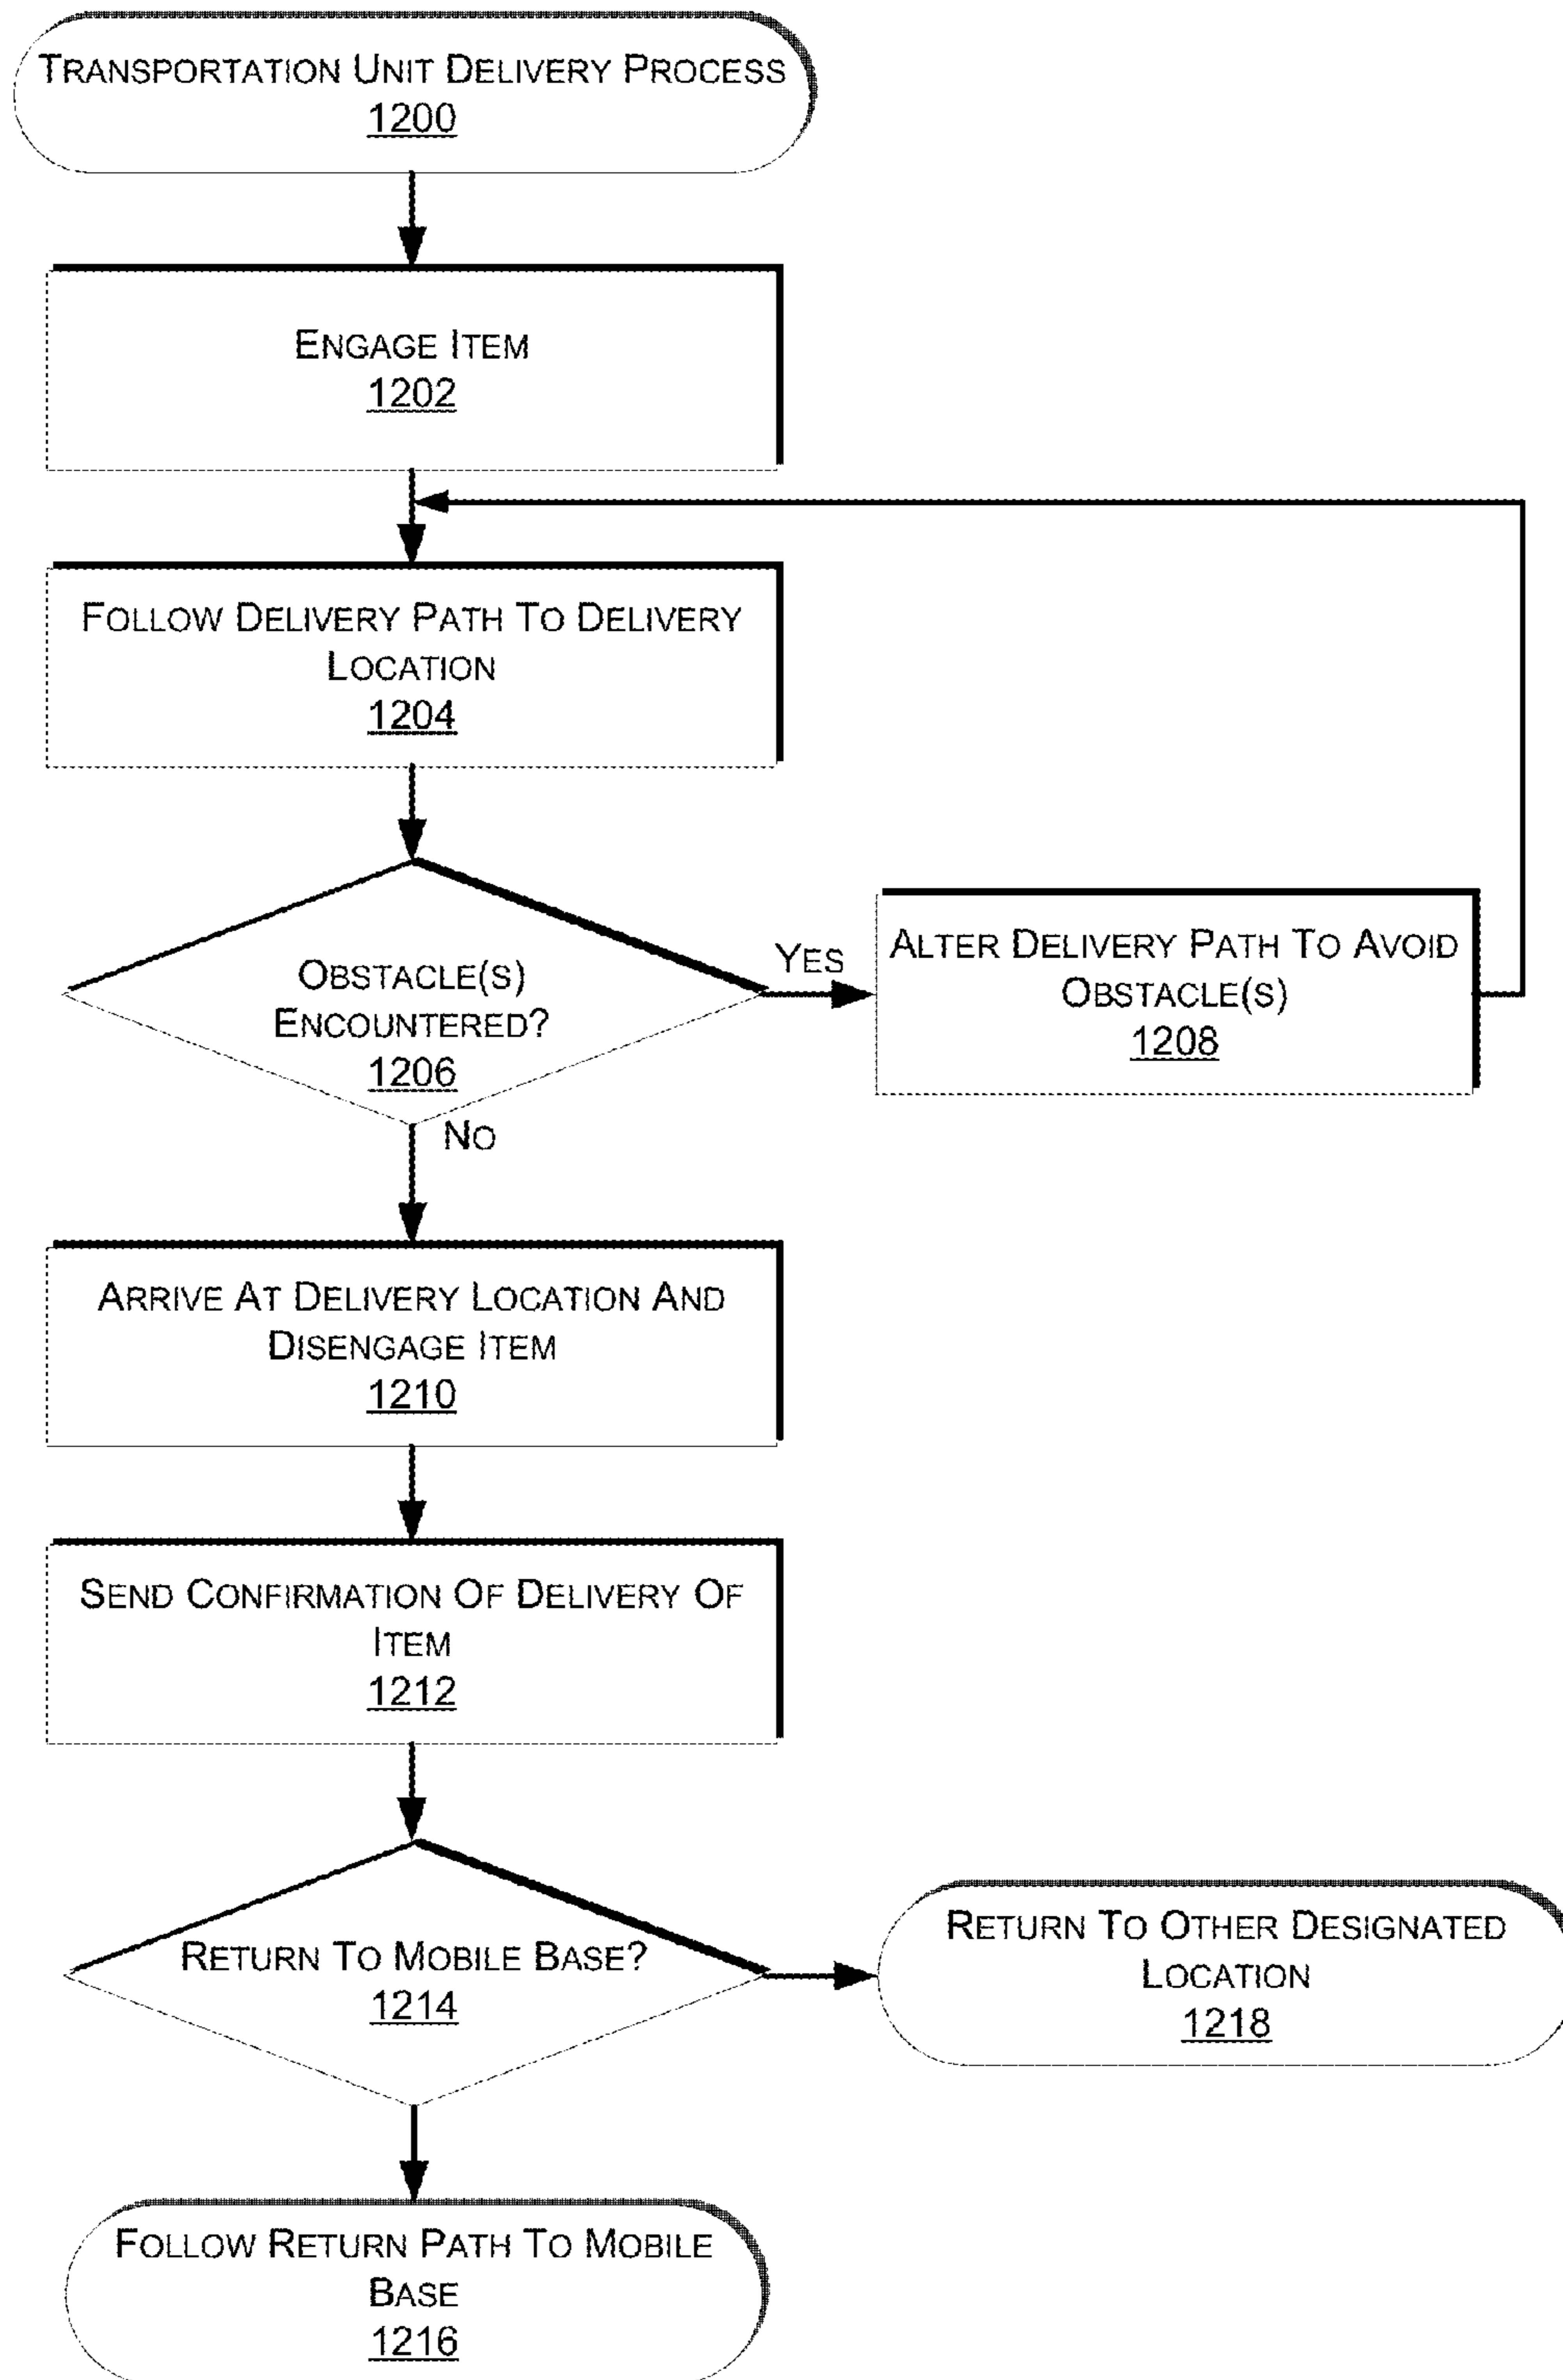 TRANSPORTATION UNIT DELIVERY PROCESS
1200
ENGAGE ITEM
1202
FOLLOW DELIVERY PATH TO DELIVERY
LOCATION
1204
OBSTACLE(S)
ENCOUNTERED?
1206
YES
ALTER DELIVERY PATH TO AVOID
OBSTACLE(S)
1208
NO
ARRIVE AT DELIVERY LOCATION AND
DISENGAGE ITEM
1210
SEND CONFIRMATION OF DELIVERY OF
ITEM
1212
RETURN TO MOBILE BASE?
1214
RETURN TO OTHER DESIGNATED
LOCATION
1218
FOLLOW RETURN PATH TO MOBILE
BASE
1216